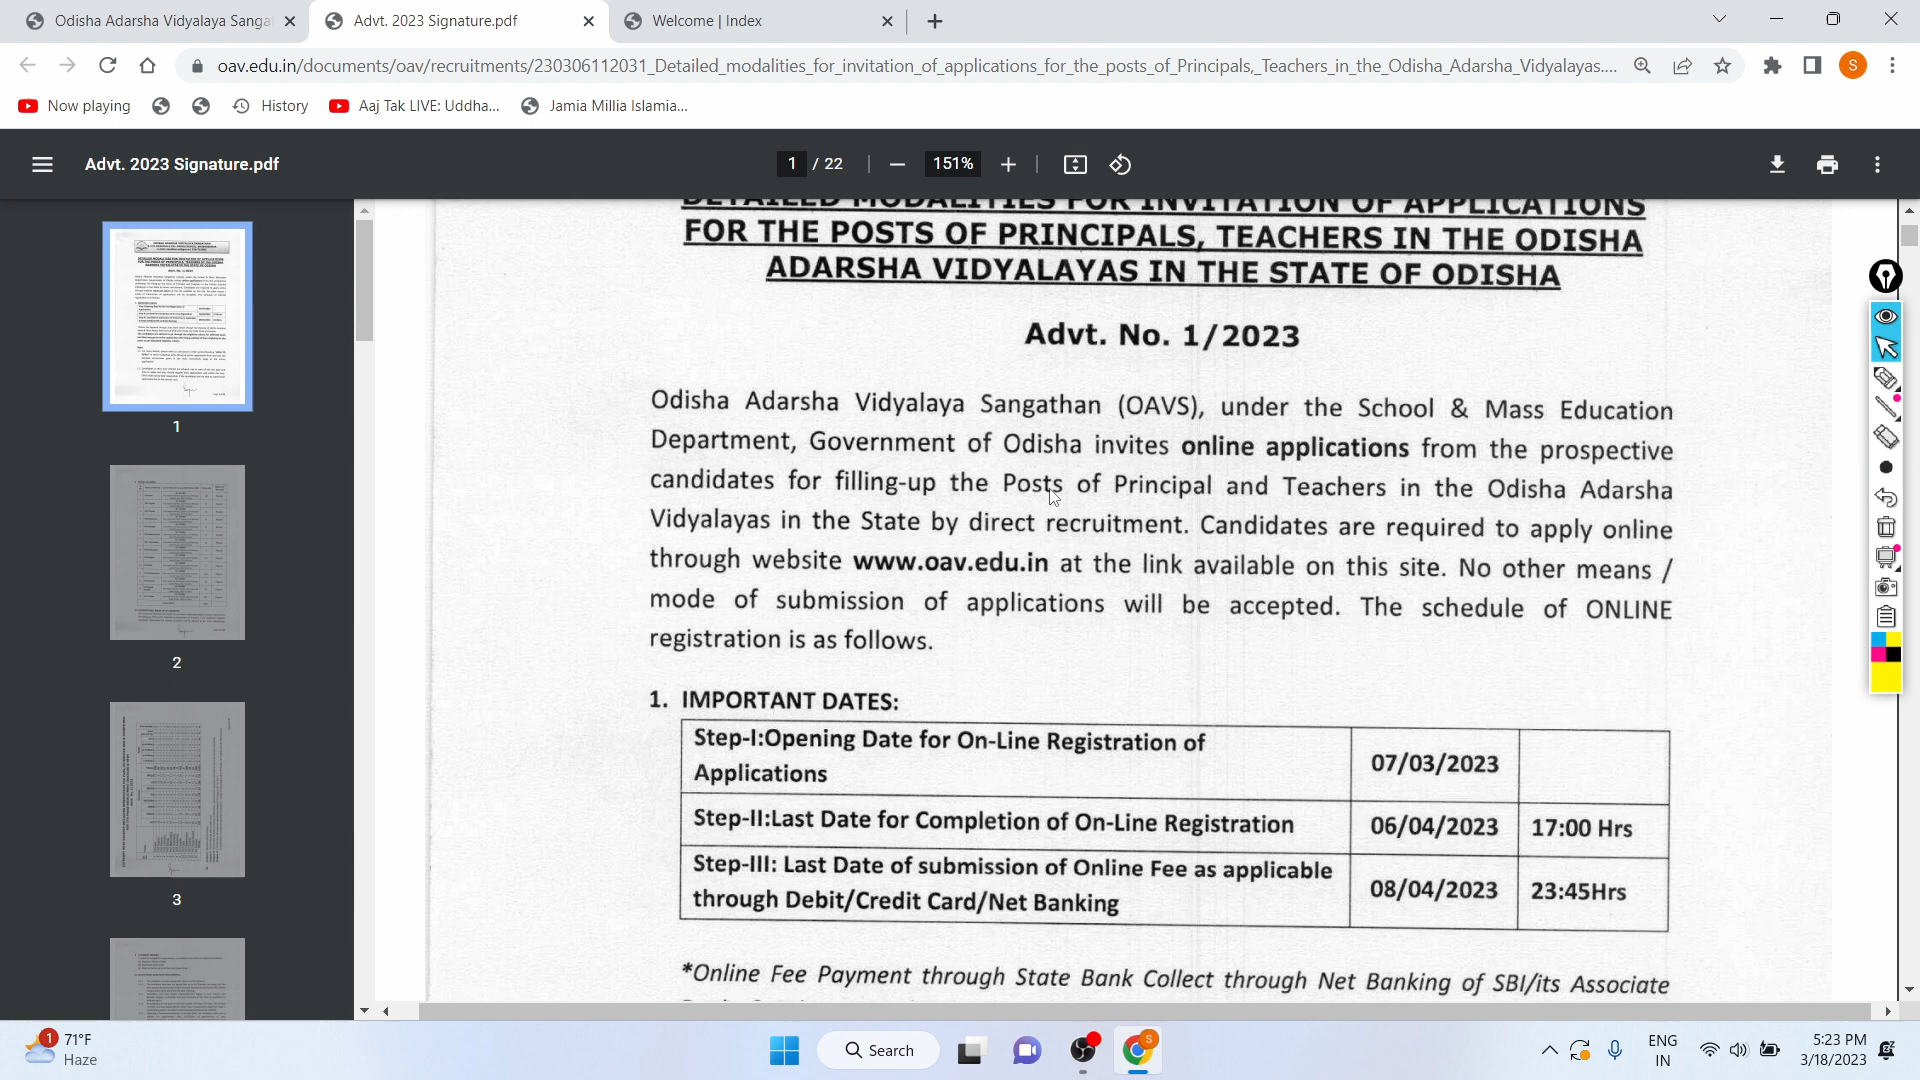 Odisha Adarsha Vidyalaya Sanga
Advt. 2023 Signature.pdf
Welcome | Index
oav.edu.in/documents/oav/recruitments/230306112031_Detailed_modalities_for_invitation_of_applications_for_the_posts_of_Principals,_Teachers_in_the_Odisha_Adarsha_Vidyalayas....
S
Now playing
History
Aaj Tak LIVE: Uddha...
Jamia Millia Islamia...
Advt. 2023 Signature.pdf
1 / 22
151%
DETAILED MODALITIES FOR INVITATION OF APPLICATIONS
FOR THE POSTS OF PRINCIPALS, TEACHERS IN THE ODISHA
ADARSHA VIDYALAYAS IN THE STATE OF ODISHA
Advt. No. 1/2023
Odisha Adarsha Vidyalaya Sangathan (OAVS), under the School & Mass Education
Department, Government of Odisha invites online applications from the prospective
candidates for filling-up the Posts of Principal and Teachers in the Odisha Adarsha
Vidyalayas in the State by direct recruitment. Candidates are required to apply online
through website www.oav.edu.in at the link available on this site. No other means /
mode of submission of applications will be accepted. The schedule of ONLINE
registration is as follows.
1. IMPORTANT DATES:
Step-I:Opening Date for On-Line Registration of
Applications
07/03/2023
Step-II:Last Date for Completion of On-Line Registration
06/04/2023
17:00 Hrs
Step-III: Last Date of submission of Online Fee as applicable
through Debit/Credit Card/Net Banking
08/04/2023
23:45Hrs
*Online Fee Payment through State Bank Collect through Net Banking of SBI/its Associate
1
2
3
1
71°F
Haze
Search
S
ENG
IN
5:23 PM
3/18/2023